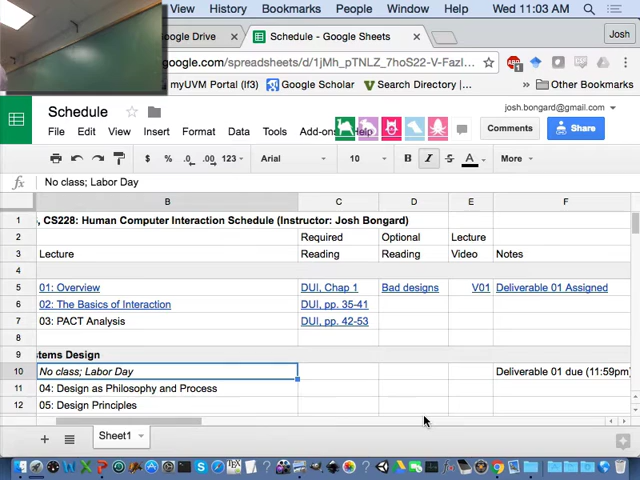 View History Bookmarks People Window Wed 11:03 AM
oogle Drive Schedule - Google Sheets Josh
google.com/spreadsheets/d/1jMh_pTNLZ_7hoS22-V-FazI
myUVM Portal (lf3) Google Scholar Search Directory Other Bookmarks
Schedule josh.bongard@gmail.com
File Edit View Insert Format Data Tools Add-ons Help Comments Share
$ % .0 .00 123 Arial 10 B I A More
fx No class; Labor Day
B C D E F
1 , CS228: Human Computer Interaction Schedule (Instructor: Josh Bongard)
2 Required Optional Lecture
3 Lecture Reading Reading Video Notes
4
5 01: Overview DUI, Chap 1 Bad designs V01 Deliverable 01 Assigned
6 02: The Basics of Interaction DUI, pp. 35-41
7 03: PACT Analysis DUI, pp. 42-53
8
9 stems Design
10 No class; Labor Day Deliverable 01 due (11:59pm)
11 04: Design as Philosophy and Process
12 05: Design Principles
+ Sheet1